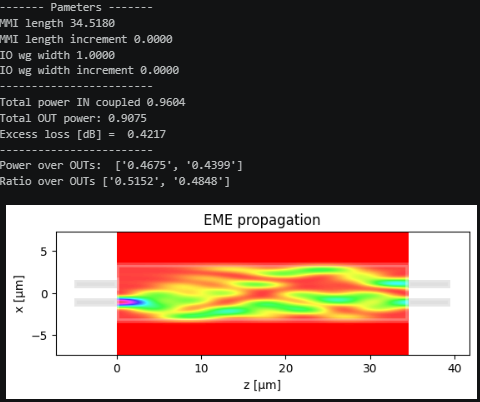 ------- Pameters -------
MMI length 34.5180
MMI length increment 0.0000
IO wg width 1.0000
IO wg width increment 0.0000
-----------------------
Total power IN coupled 0.9604
Total OUT power: 0.9075
Excess loss [dB] =  0.4217
-----------------------
Power over OUTs:  ['0.4675', '0.4399']
Ratio over OUTs ['0.5152', '0.4848']
EME propagation
x [μm]
5
0
−5
0
10
20
30
40
z [μm]